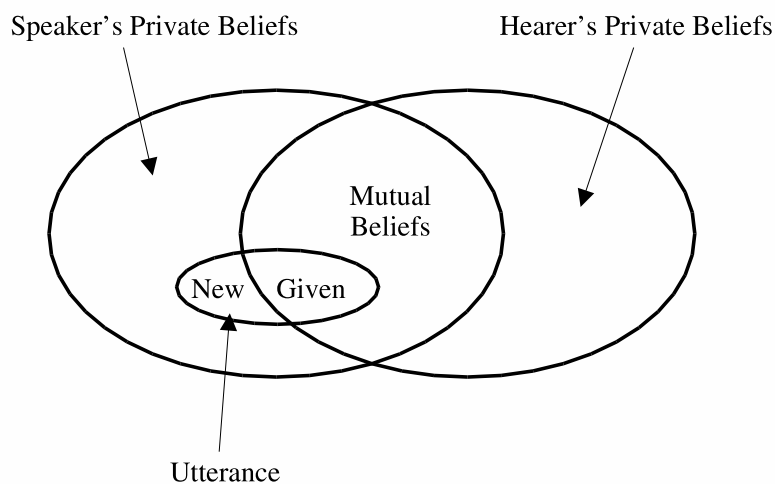 Speaker’s Private Beliefs
Hearer’s Private Beliefs
Mutual
Beliefs
New
Given
Utterance